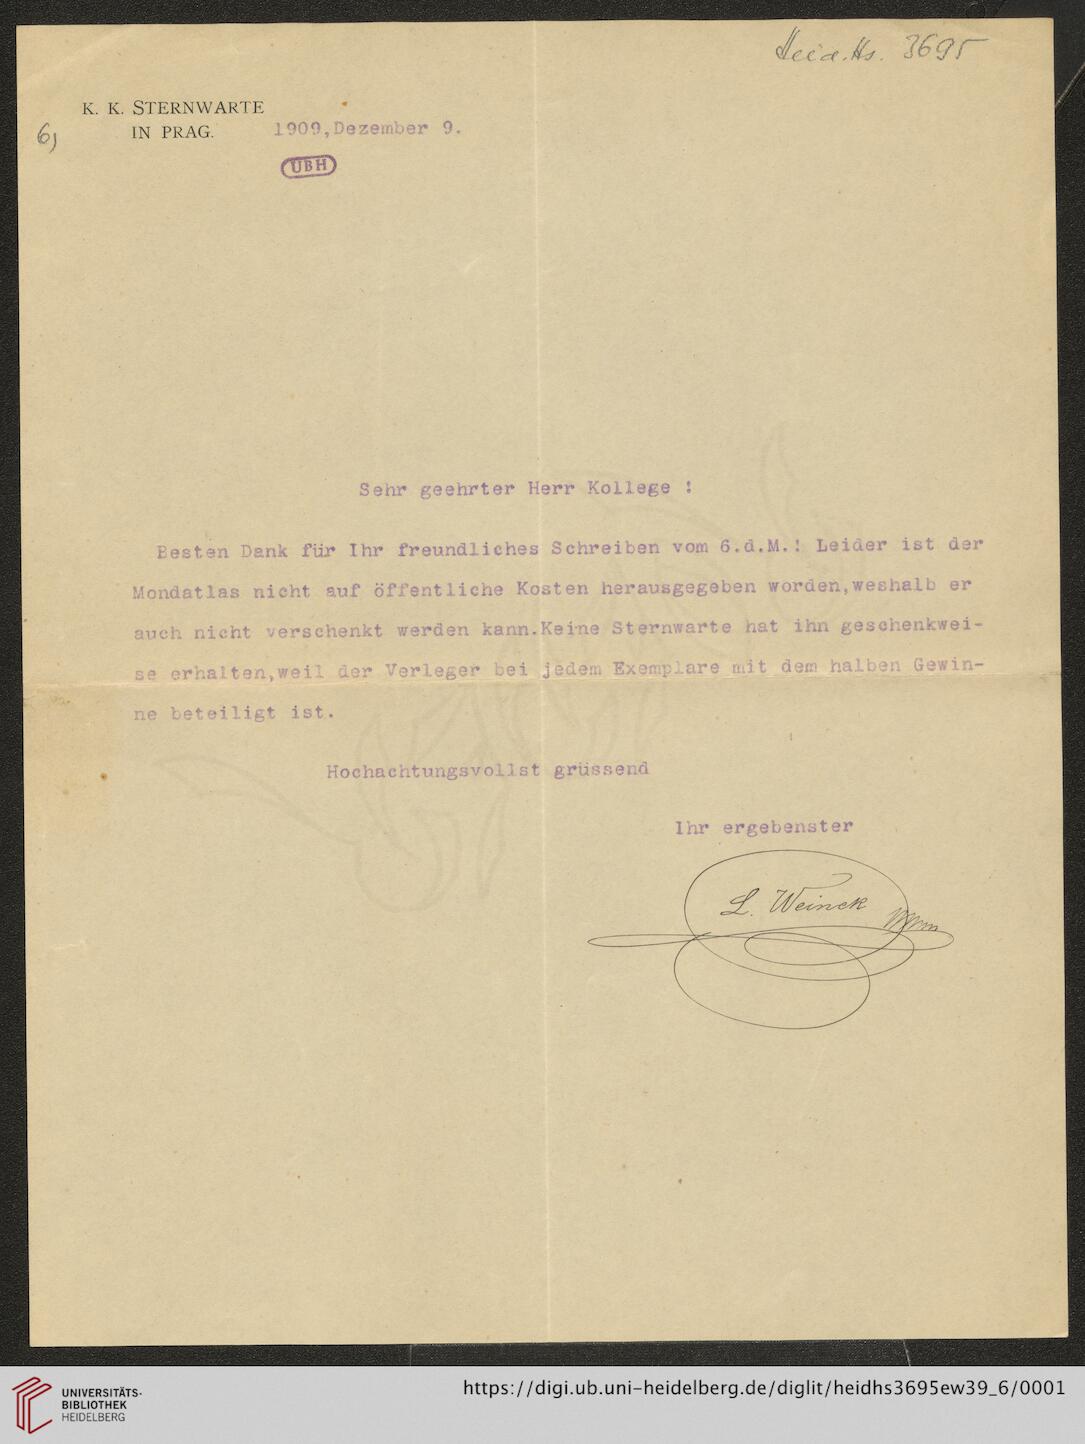 Heid. Hs. 3695
K. K. STERNWARTE
IN PRAG.
6)
1909,Dezember 9.
UBH
Sehr geehrter Herr Kollege !
Besten Dank für Ihr freundliches Schreiben vom 6.d.M.! Leider ist der
Mondatlas nicht auf öffentliche Kosten herausgegeben worden,weshalb er
auch nicht verschenkt werden kann.Keine Sternwarte hat ihn geschenkwei-
se erhalten,weil der Verleger bei jedem Exemplare mit dem halben Gewin-
ne beteiligt ist.
Hochachtungsvollst grüssend
Ihr ergebenster
L. Weinek
UNIVERSITÄTS-
BIBLIOTHEK
HEIDELBERG
https://digi.ub.uni-heidelberg.de/diglit/heidhs3695ew39_6/0001